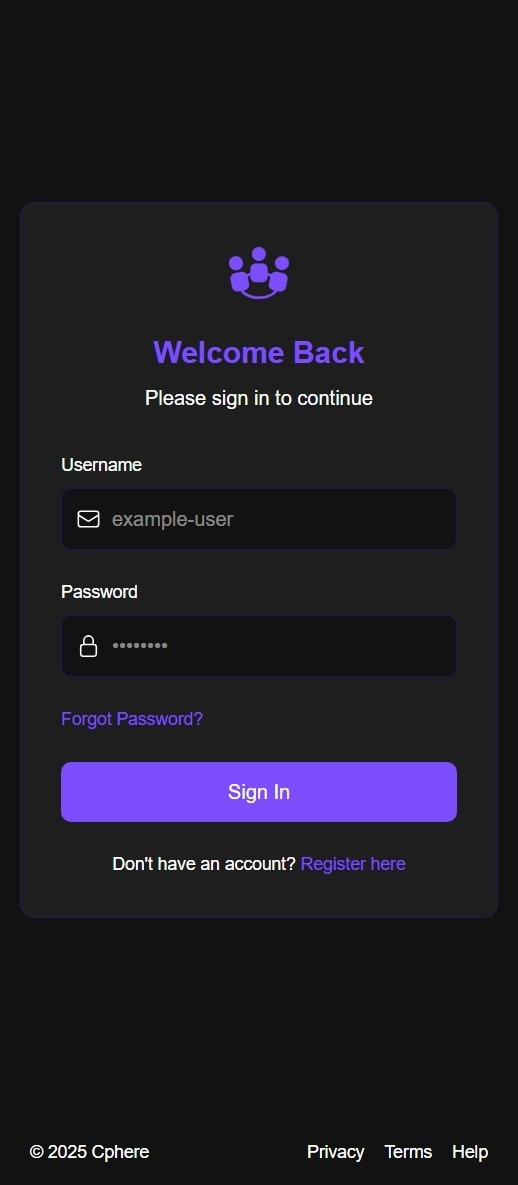 Welcome Back
Please sign in to continue
Username
example-user
Password
••••••••
Forgot Password?
Sign In
Don't have an account? Register here
© 2025 Cphere Privacy Terms Help